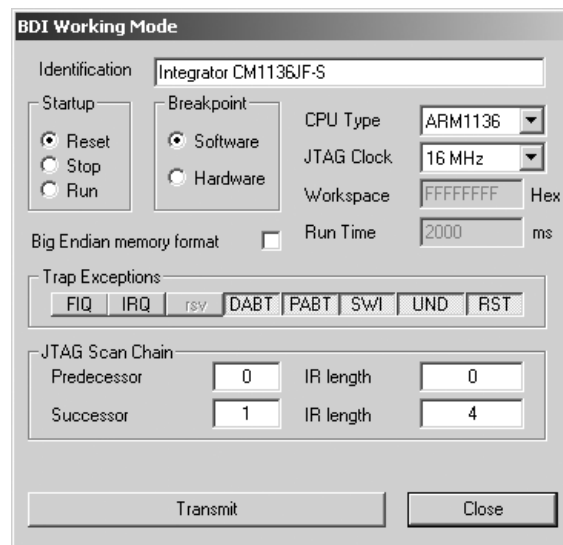 BDI Working Mode
Identification Integrator CM1136JF-S
Startup
Reset
Stop
Run
Breakpoint
Software
Hardware
CPU Type ARM1136
JTAG Clock 16 MHz
Workspace FFFFFFFF Hex
Run Time 2000 ms
Big Endian memory format
Trap Exceptions
FIQ IRQ rsv DABT PABT SWI UND RST
JTAG Scan Chain
Predecessor 0 IR length 0
Successor 1 IR length 4
Transmit Close